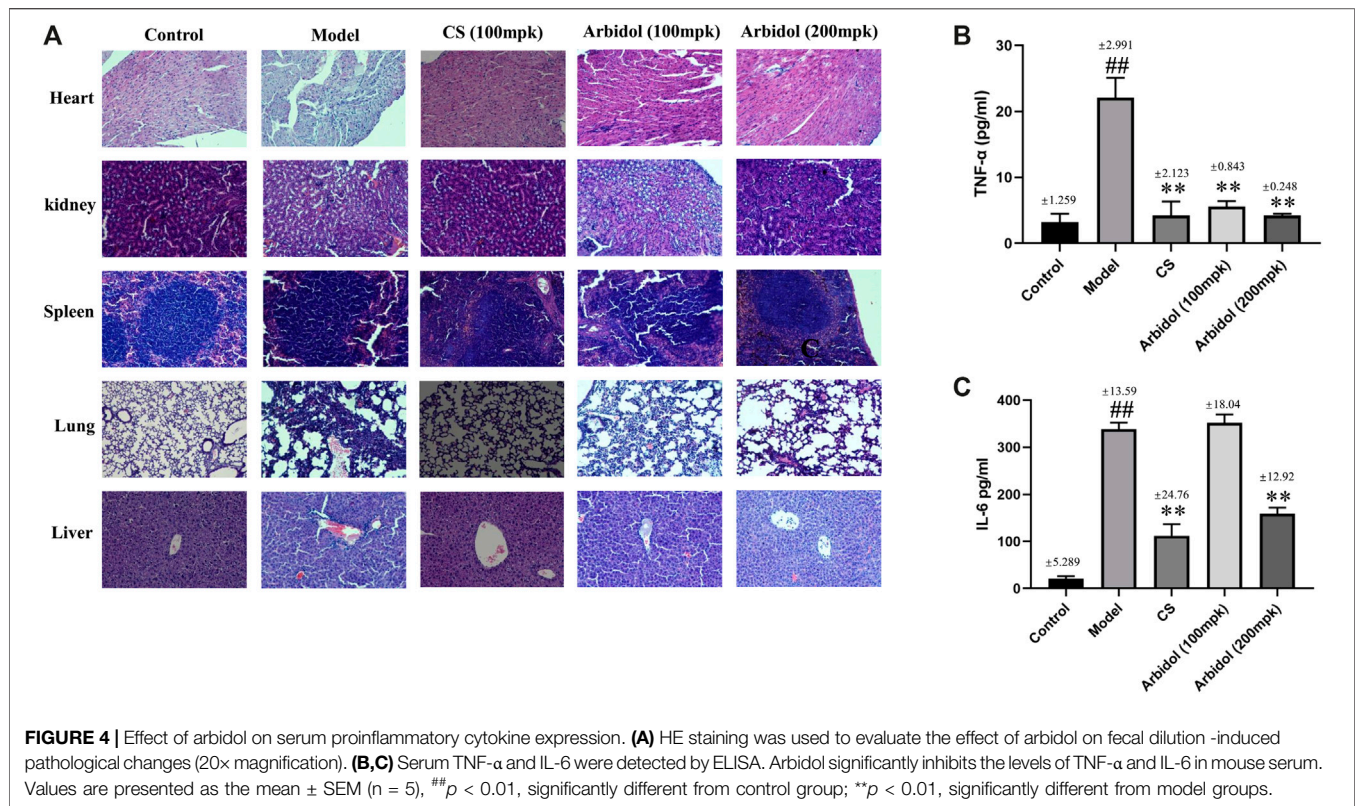 A
Control Model CS (100mpk) Arbidol (100mpk) Arbidol (200mpk)
Heart
kidney
Spleen
C
Lung
Liver
B
TNF-α (pg/ml)
30
20
10
0
±1.259
±2.991
##
±2.123
**
±0.843
**
±0.248
**
Control
Model
CS
Arbidol (100mpk)
Arbidol (200mpk)
C
IL-6 pg/ml
400
300
200
100
0
±5.289
±13.59
##
±24.76
**
±18.04
±12.92
**
Control
Model
CS
Arbidol (100mpk)
Arbidol (200mpk)
FIGURE 4 | Effect of arbidol on serum proinflammatory cytokine expression. (A) HE staining was used to evaluate the effect of arbidol on fecal dilution -induced
pathological changes (20× magnification). (B,C) Serum TNF-α and IL-6 were detected by ELISA. Arbidol significantly inhibits the levels of TNF-α and IL-6 in mouse serum.
Values are presented as the mean ± SEM (n = 5), ##p < 0.01, significantly different from control group; **p < 0.01, significantly different from model groups.